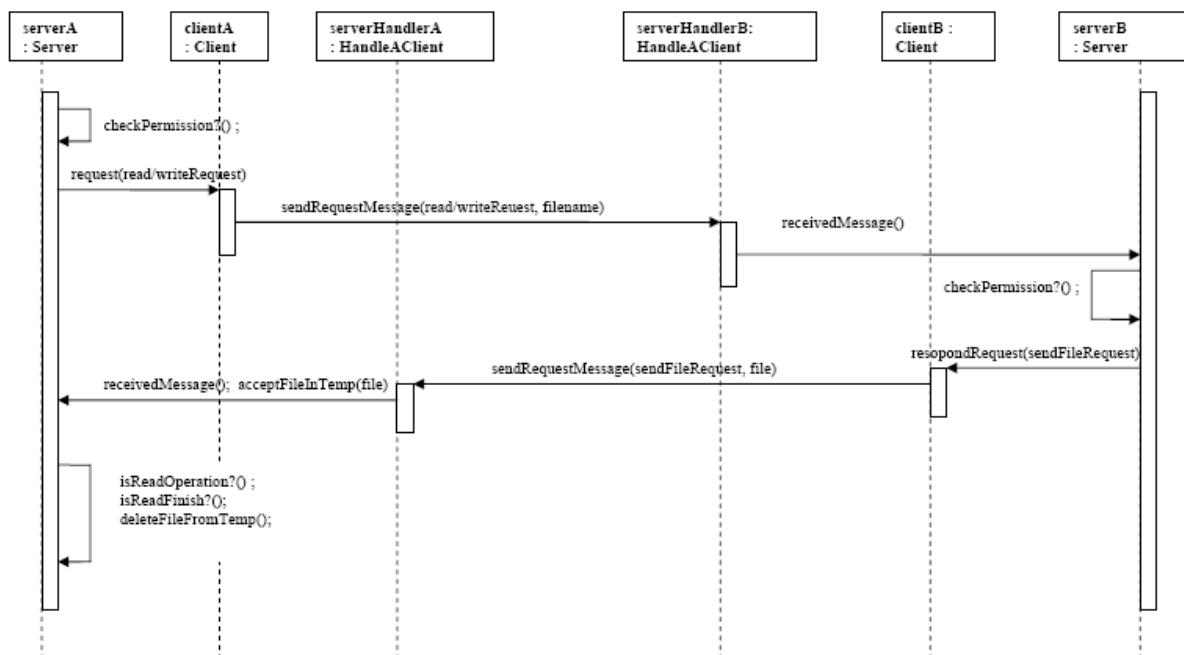 serverA
: Server
clientA
: Client
serverHandlerA
: HandleAClient
serverHandlerB:
HandleAClient
clientB :
Client
serverB
: Server
checkPermission?() ;
request(read/writeRequest)
sendRequestMessage(read/writeReuest, filename)
receivedMessage()
checkPermission?() ;
resopondRequest(sendFileRequest)
sendRequestMessage(sendFileRequest, file)
receivedMessage(); acceptFileInTemp(file)
isReadOperation?() ;
isReadFinish?();
deleteFileFromTemp();